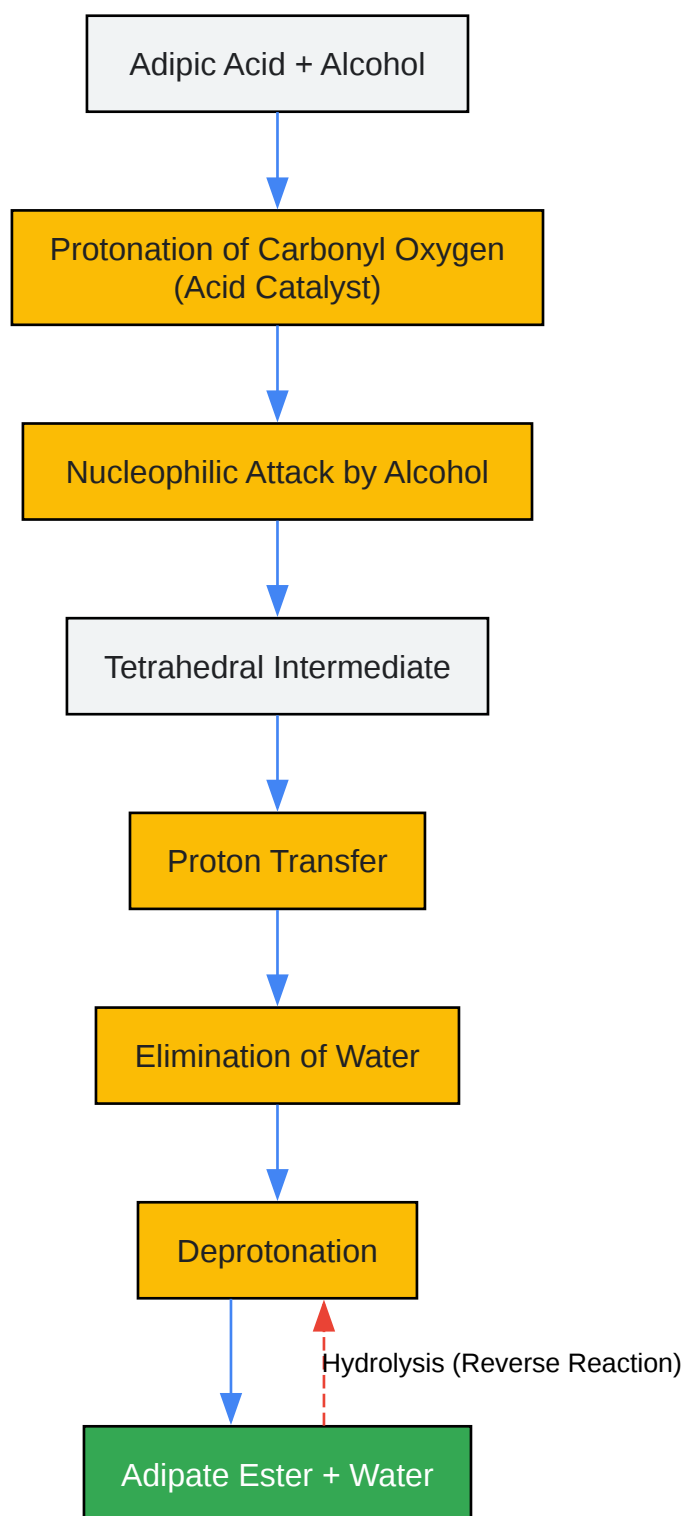 Adipic Acid + Alcohol
Protonation of Carbonyl Oxygen
(Acid Catalyst)
Nucleophilic Attack by Alcohol
Tetrahedral Intermediate
Proton Transfer
Elimination of Water
Deprotonation
Hydrolysis (Reverse Reaction)
Adipate Ester + Water